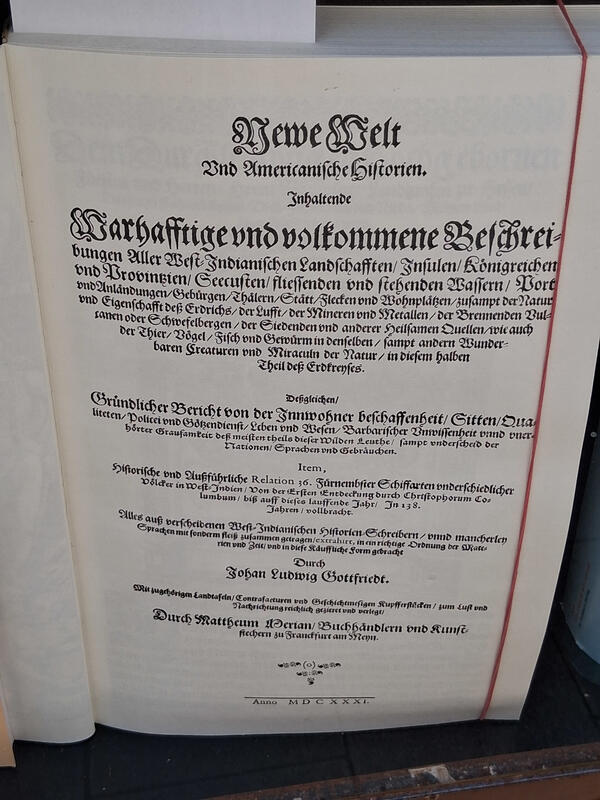 Newe Welt
Vnd Americanische Historien.
Inhaltende
Warhafftige vnd volkommene Beschrei-
bungen Aller West-Indianischen Landschafften/ Insulen/ Königreichen
vnd Provintzien/ Seecusten/ fliessenden vnd stehenden Wassern/ Port
vnd Anländungen/ Gebürgen/ Thälern/ Stätt/ Flecken vnd Wohnplätzen/ zusampt der Natur
vnd Eigenschafft deß Erdrichs/ der Lufft/ der Mineren vnd Metallen/ der Brennenden Vul-
canen oder Schwefelbergen/ der Siedenden vnd anderer Heilsamen Quellen/ wie auch
der Thier/ Vögel/ Fisch vnd Gewürm in denselben/ sampt andern Wunder-
baren Creaturen vnd Miraculn der Natur/ in diesem halben
Theil deß Erdkreyses.
Deßgleichen/
Gründlicher Bericht von der Innwohner beschaffenheit/ Sitten/ Qua-
liteten/ Policei vnd Götzendienst/ Leben vnd Wesen/ Barbarischer Vnwissenheit vnnd vner-
hörter Grausamkeit deß meisten theils dieser Wilden Leuthe/ sampt vnderscheid der
Nationen/ Sprachen vnd Gebräuchen.
Item,
Historische vnd Außführliche Relation 36. Fürnembster Schiffarten vnderschiedlicher
Völcker in West-Indien/ Von der Ersten Entdeckung durch Christophorum Co-
lumbum/ biß auff dieses lauffende Jahr/ In 138.
Jahren/ vollbracht.
Alles auß verscheidenen West-Indianischen Historien-Schreibern/ vnnd mancherley
Sprachen mit sonderm fleiß zusammen getragen/ extrahirt, in ein richtige Ordnung der Mate-
rien vnd Zeit/ vnd in diese Käuffliche Form gebracht
Durch
Johan Ludwig Gottfriedt.
Mit zugehörigen Landtafeln/ Contrafacturen vnd Geschichtmesigen Kupfferstücken/ zum Lust vnd
Nachrichtung reichlich gezieret vnd verlegt/
Durch Mattheum Merian/ Buchhändlern vnd Kunst-
stechern zu Franckfurt am Meyn.
(o)
Anno M D C X X X I.